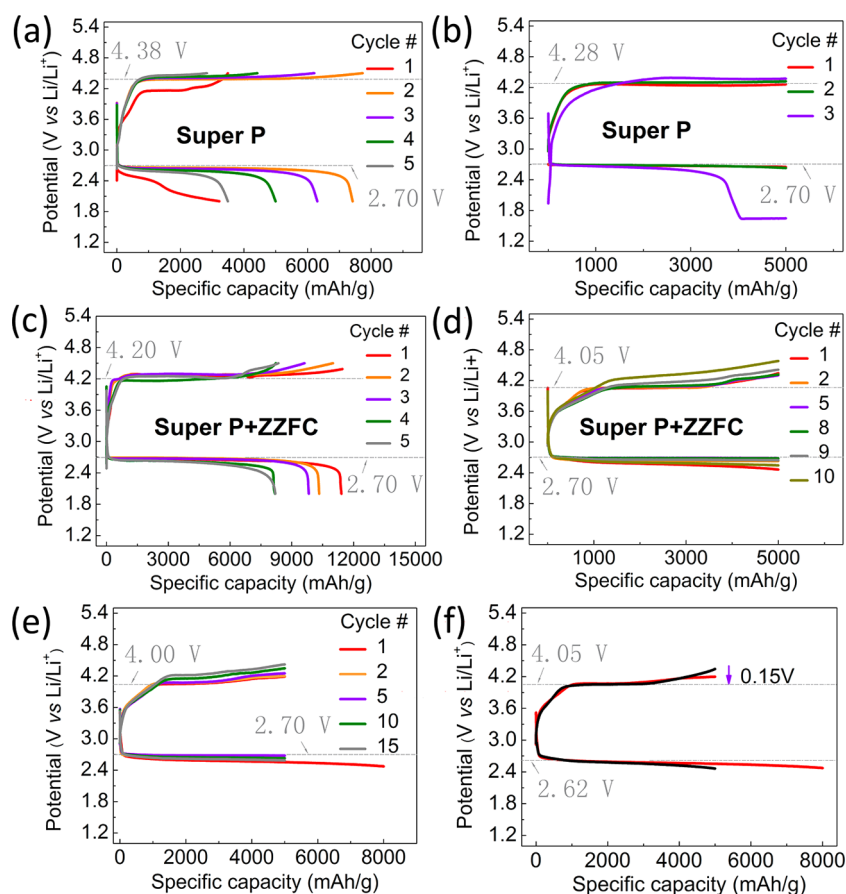 (a)
5.4
4.8
4.2
3.6
3.0
2.4
1.8
1.2
Potential (V vs Li/Li⁺)
4.38 V
Cycle #
1
2
3
4
5
Super P
2.70 V
0 2000 4000 6000 8000
Specific capacity (mAh/g)
(b)
5.4
4.8
4.2
3.6
3.0
2.4
1.8
1.2
Potential (V vs Li/Li⁺)
4.28 V
Cycle #
1
2
3
Super P
2.70 V
0 1000 3000 5000
Specific capacity (mAh/g)
(c)
5.4
4.8
4.2
3.6
3.0
2.4
1.8
1.2
Potential (V vs Li/Li⁺)
4.20 V
Cycle #
1
2
3
4
5
Super P+ZZFC
2.70 V
0 3000 6000 9000 12000 15000
Specific capacity (mAh/g)
(d)
5.4
4.8
4.2
3.6
3.0
2.4
1.8
1.2
Potential (V vs Li/Li+)
4.05 V
Cycle #
1
2
5
8
9
10
Super P+ZZFC
2.70 V
1000 3000 5000
Specific capacity (mAh/g)
(e)
5.4
4.8
4.2
3.6
3.0
2.4
1.8
1.2
Potential (V vs Li/Li⁺)
4.00 V
Cycle #
1
2
5
10
15
2.70 V
0 2000 4000 6000 8000
Specific capacity (mAh/g)
(f)
5.4
4.8
4.2
3.6
3.0
2.4
1.8
1.2
Potential (V vs Li/Li⁺)
4.05 V
0.15V
2.62 V
0 1000 2000 3000 4000 5000 6000 7000 8000
Specific capacity (mAh/g)